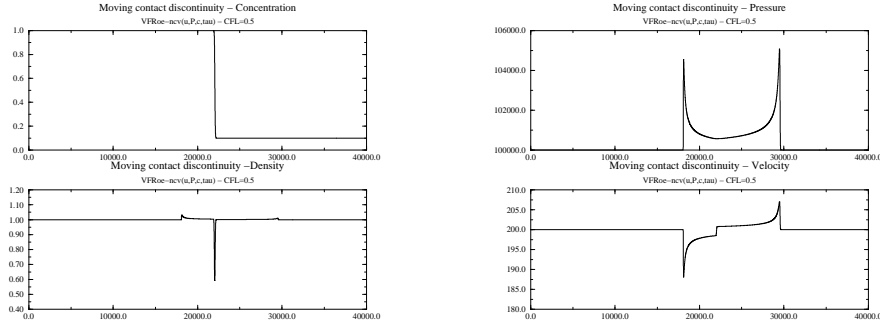 Moving contact discontinuity – Concentration
VFRoe–ncv(u,P,c,tau) – CFL=0.5
1.0
0.8
0.6
0.4
0.2
0.0
0.0 10000.0 20000.0 30000.0 40000.0
Moving contact discontinuity – Pressure
VFRoe–ncv(u,P,c,tau) – CFL=0.5
106000.0
104000.0
102000.0
100000.0
0.0 10000.0 20000.0 30000.0 40000.0
Moving contact discontinuity –Density
VFRoe–ncv(u,P,c,tau) – CFL=0.5
1.20
1.10
1.00
0.90
0.80
0.70
0.60
0.50
0.40
0.0 10000.0 20000.0 30000.0 40000.0
Moving contact discontinuity – Velocity
VFRoe–ncv(u,P,c,tau) – CFL=0.5
210.0
205.0
200.0
195.0
190.0
185.0
180.0
0.0 10000.0 20000.0 30000.0 40000.0